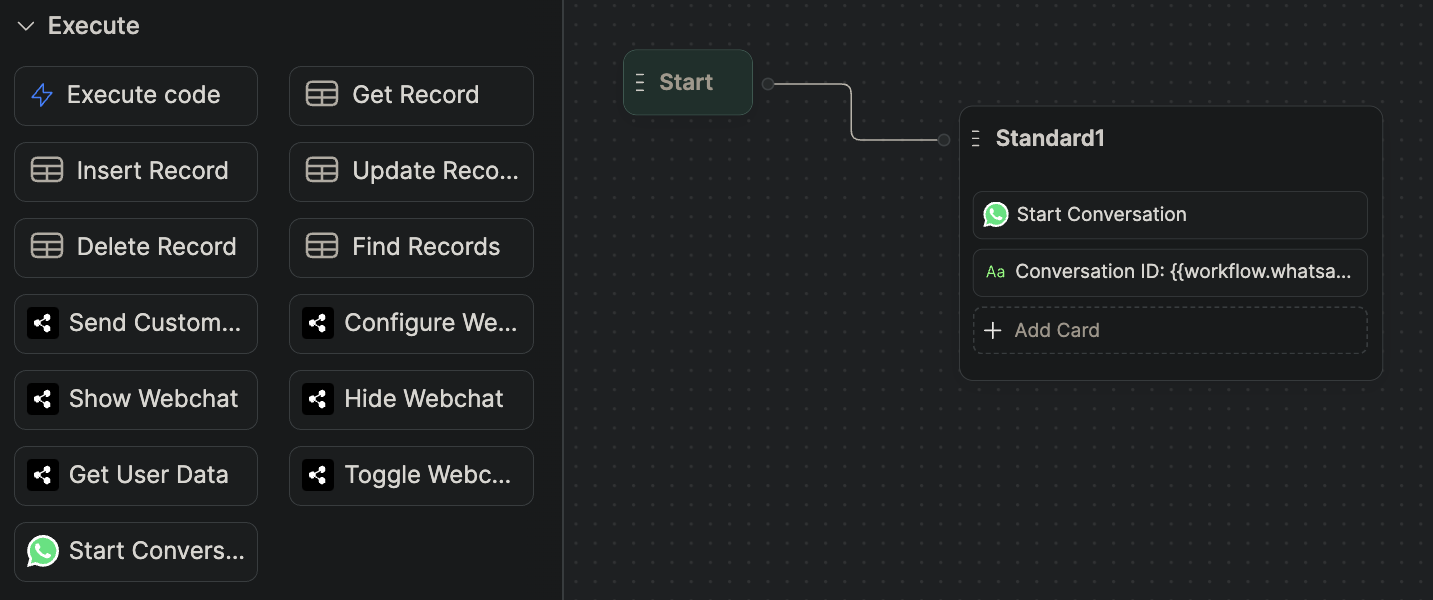 Execute
Execute code
Get Record
Insert Record
Update Reco...
Delete Record
Find Records
Send Custom...
Configure We...
Show Webchat
Hide Webchat
Get User Data
Toggle Webc...
Start Convers...
Start
Standard1
Start Conversation
Aa Conversation ID: {{workflow.whatsa...
Add Card